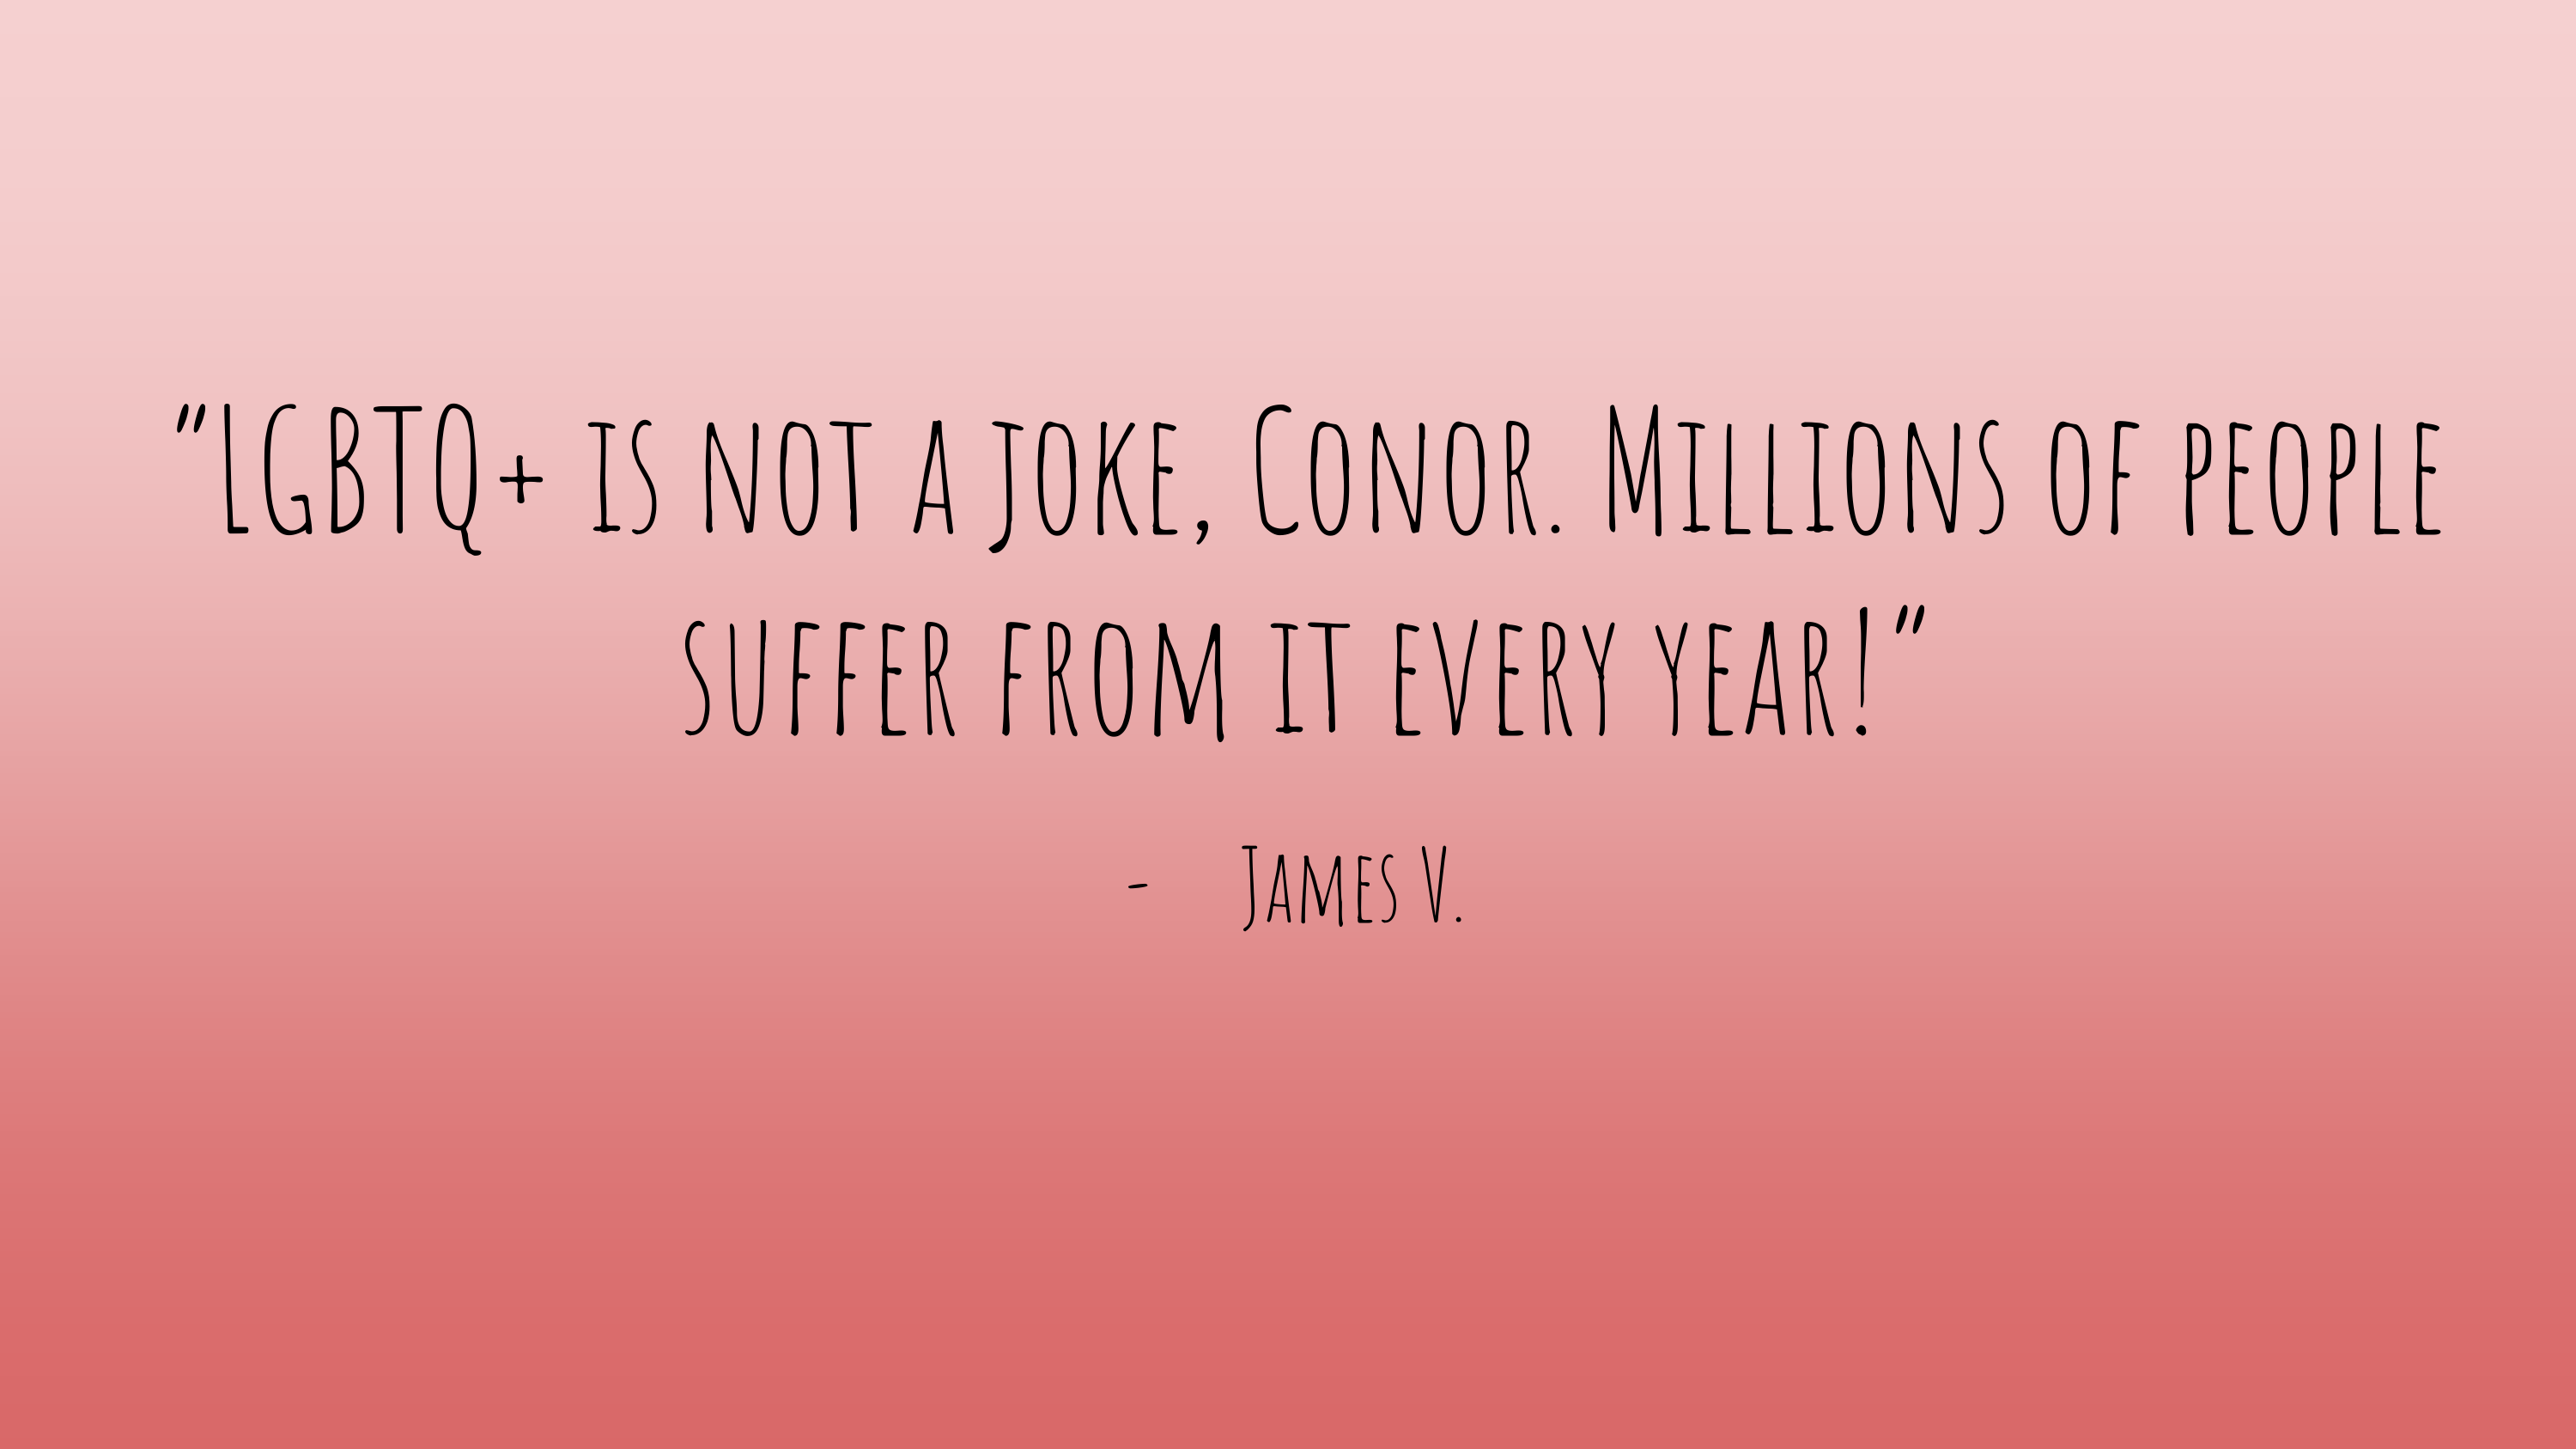 "LGBTQ+ is not a joke, Conor. Millions of people
suffer from it every year!"
- James V.